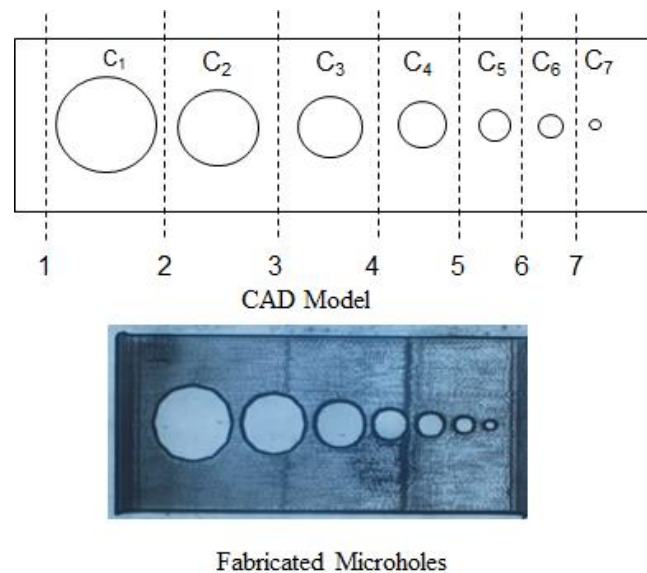 C₁ C₂ C₃ C₄ C₅ C₆ C₇
1 2 3 4 5 6 7
CAD Model
Fabricated Microholes